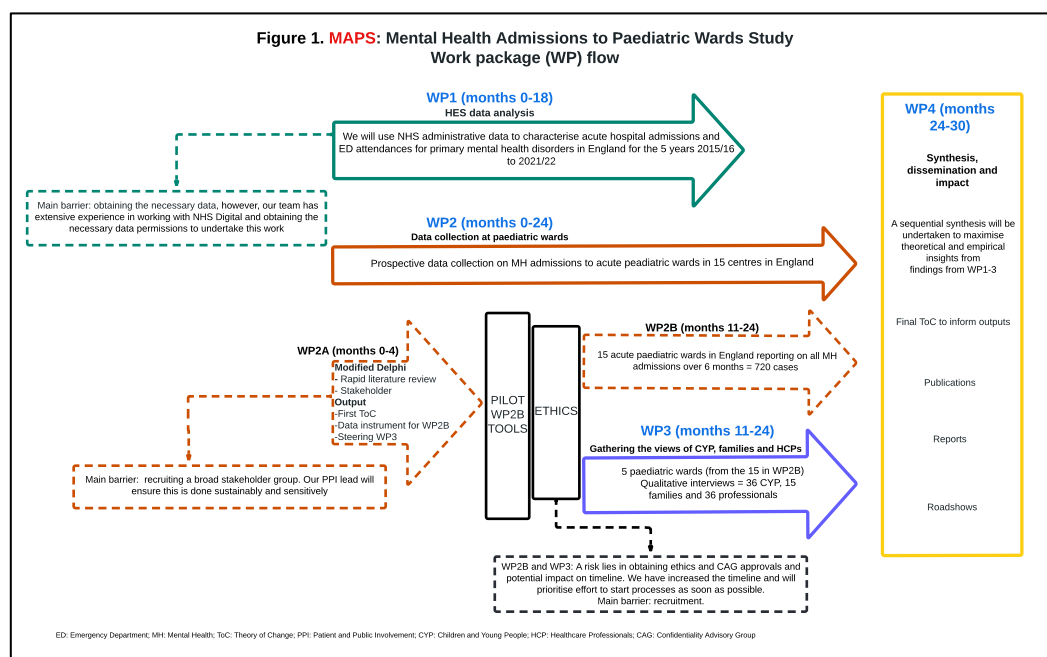 Figure 1. MAPS: Mental Health Admissions to Paediatric Wards Study
Work package (WP) flow
WP1 (months 0-18)
HES data analysis
We will use NHS administrative data to characterise acute hospital admissions and
ED attendances for primary mental health disorders in England for the 5 years 2015/16
to 2021/22
Main barrier: obtaining the necessary data, however, our team has
extensive experience in working with NHS Digital and obtaining the
necessary data permissions to undertake this work
WP2 (months 0-24)
Data collection at paediatric wards
Prospective data collection on MH admissions to acute peadiatric wards in 15 centres in England
WP2A (months 0-4)
Modified Delphi
- Rapid literature review
- Stakeholder
Output
-First ToC
-Data instrument for WP2B
-Steering WP3
Main barrier: recruiting a broad stakeholder group. Our PPI lead will
ensure this is done sustainably and sensitively
PILOT
WP2B
TOOLS
ETHICS
WP2B (months 11-24)
15 acute paediatric wards in England reporting on all MH
admissions over 6 months = 720 cases
WP3 (months 11-24)
Gathering the views of CYP, families and HCPs
5 paediatric wards (from the 15 in WP2B)
Qualitative interviews = 36 CYP, 15
families and 36 professionals
WP2B and WP3: A risk lies in obtaining ethics and CAG approvals and
potential impact on timeline. We have increased the timeline and will
prioritise effort to start processes as soon as possible.
Main barrier: recruitment.
WP4 (months
24-30)
Synthesis,
dissemination and
impact
A sequential synthesis will be
undertaken to maximise
theoretical and empirical
insights from
findings from WP1-3
Final ToC to inform outputs
Publications
Reports
Roadshows
ED: Emergency Department; MH: Mental Health; ToC: Theory of Change; PPI: Patient and Public Involvement; CYP: Children and Young People; HCP: Healthcare Professionals; CAG: Confidentiality Advisory Group